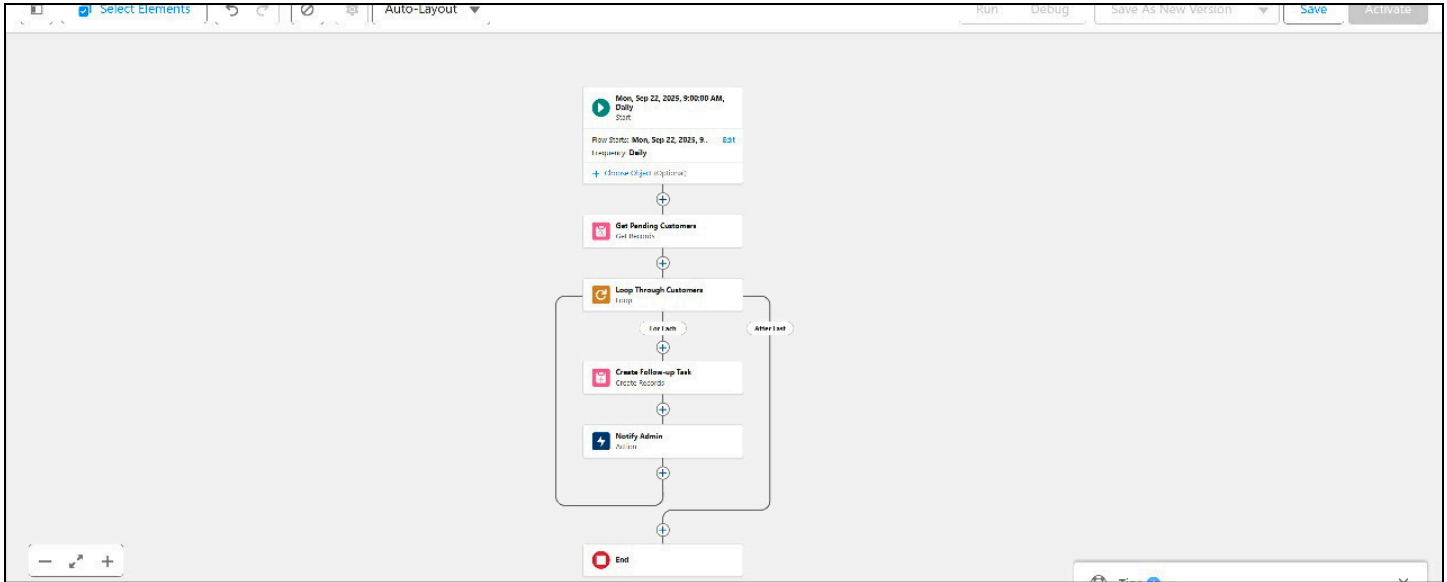 Select Elements
Auto-Layout
Run Debug
Save As New Version
Save
Activate
Mon, Sep 22, 2025, 9:00:00 AM,
Daily
Start
Flow Starts: Mon, Sep 22, 2025, 9... Edit
Frequency: Daily
+ Choose Object (Optional)
Get Pending Customers
Get Records
Loop Through Customers
Loop
For Each
After Last
Create Follow-up Task
Create Records
Notify Admin
Action
End